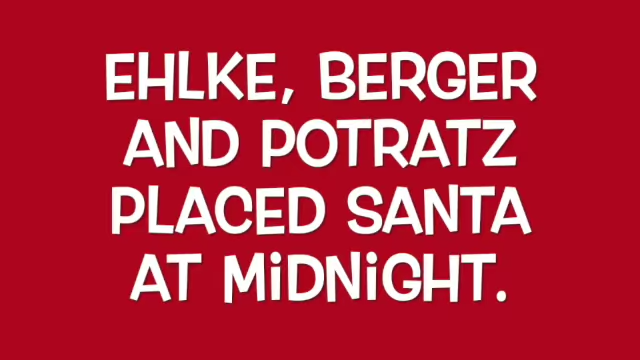 EHLKE, BERGER
AND POTRATZ
PLACED SANTA
AT MiDNiGHT.